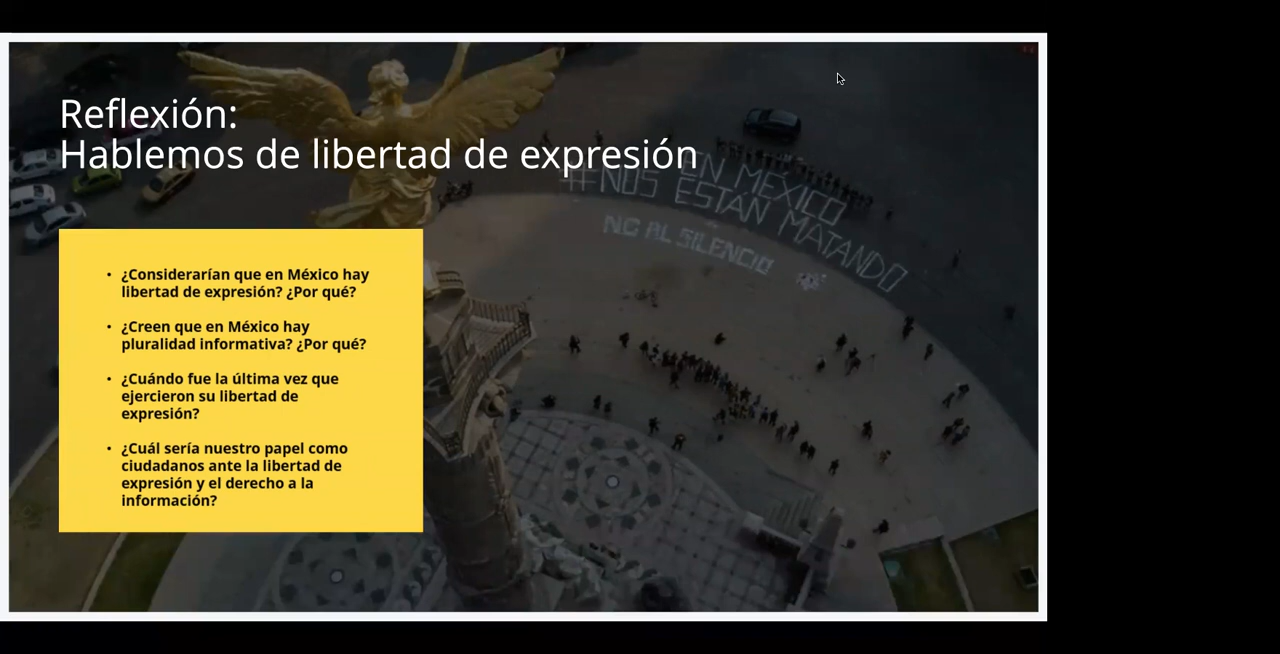 Reflexión:
Hablemos de libertad de expresión
EN MEXICO
#NOS ESTAN MATANDO
NO AL SILENCIO
• ¿Considerarían que en México hay
libertad de expresión? ¿Por qué?
• ¿Creen que en México hay
pluralidad informativa? ¿Por qué?
• ¿Cuándo fue la última vez que
ejercieron su libertad de
expresión?
• ¿Cuál sería nuestro papel como
ciudadanos ante la libertad de
expresión y el derecho a la
información?